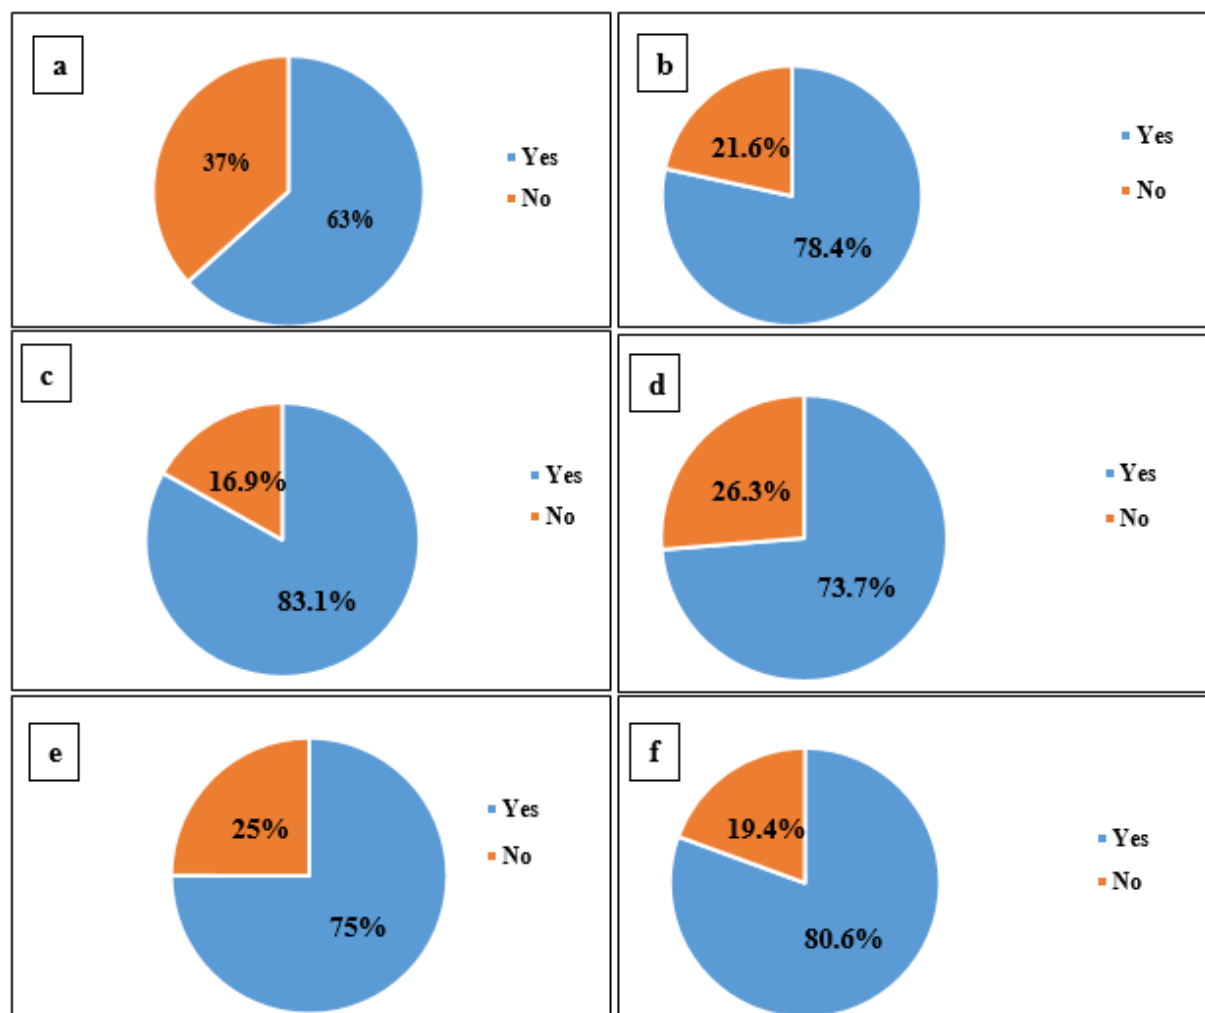 a
37%
63%
Yes
No
b
21.6%
78.4%
Yes
No
c
16.9%
83.1%
Yes
No
d
26.3%
73.7%
Yes
No
e
25%
75%
Yes
No
f
19.4%
80.6%
Yes
No